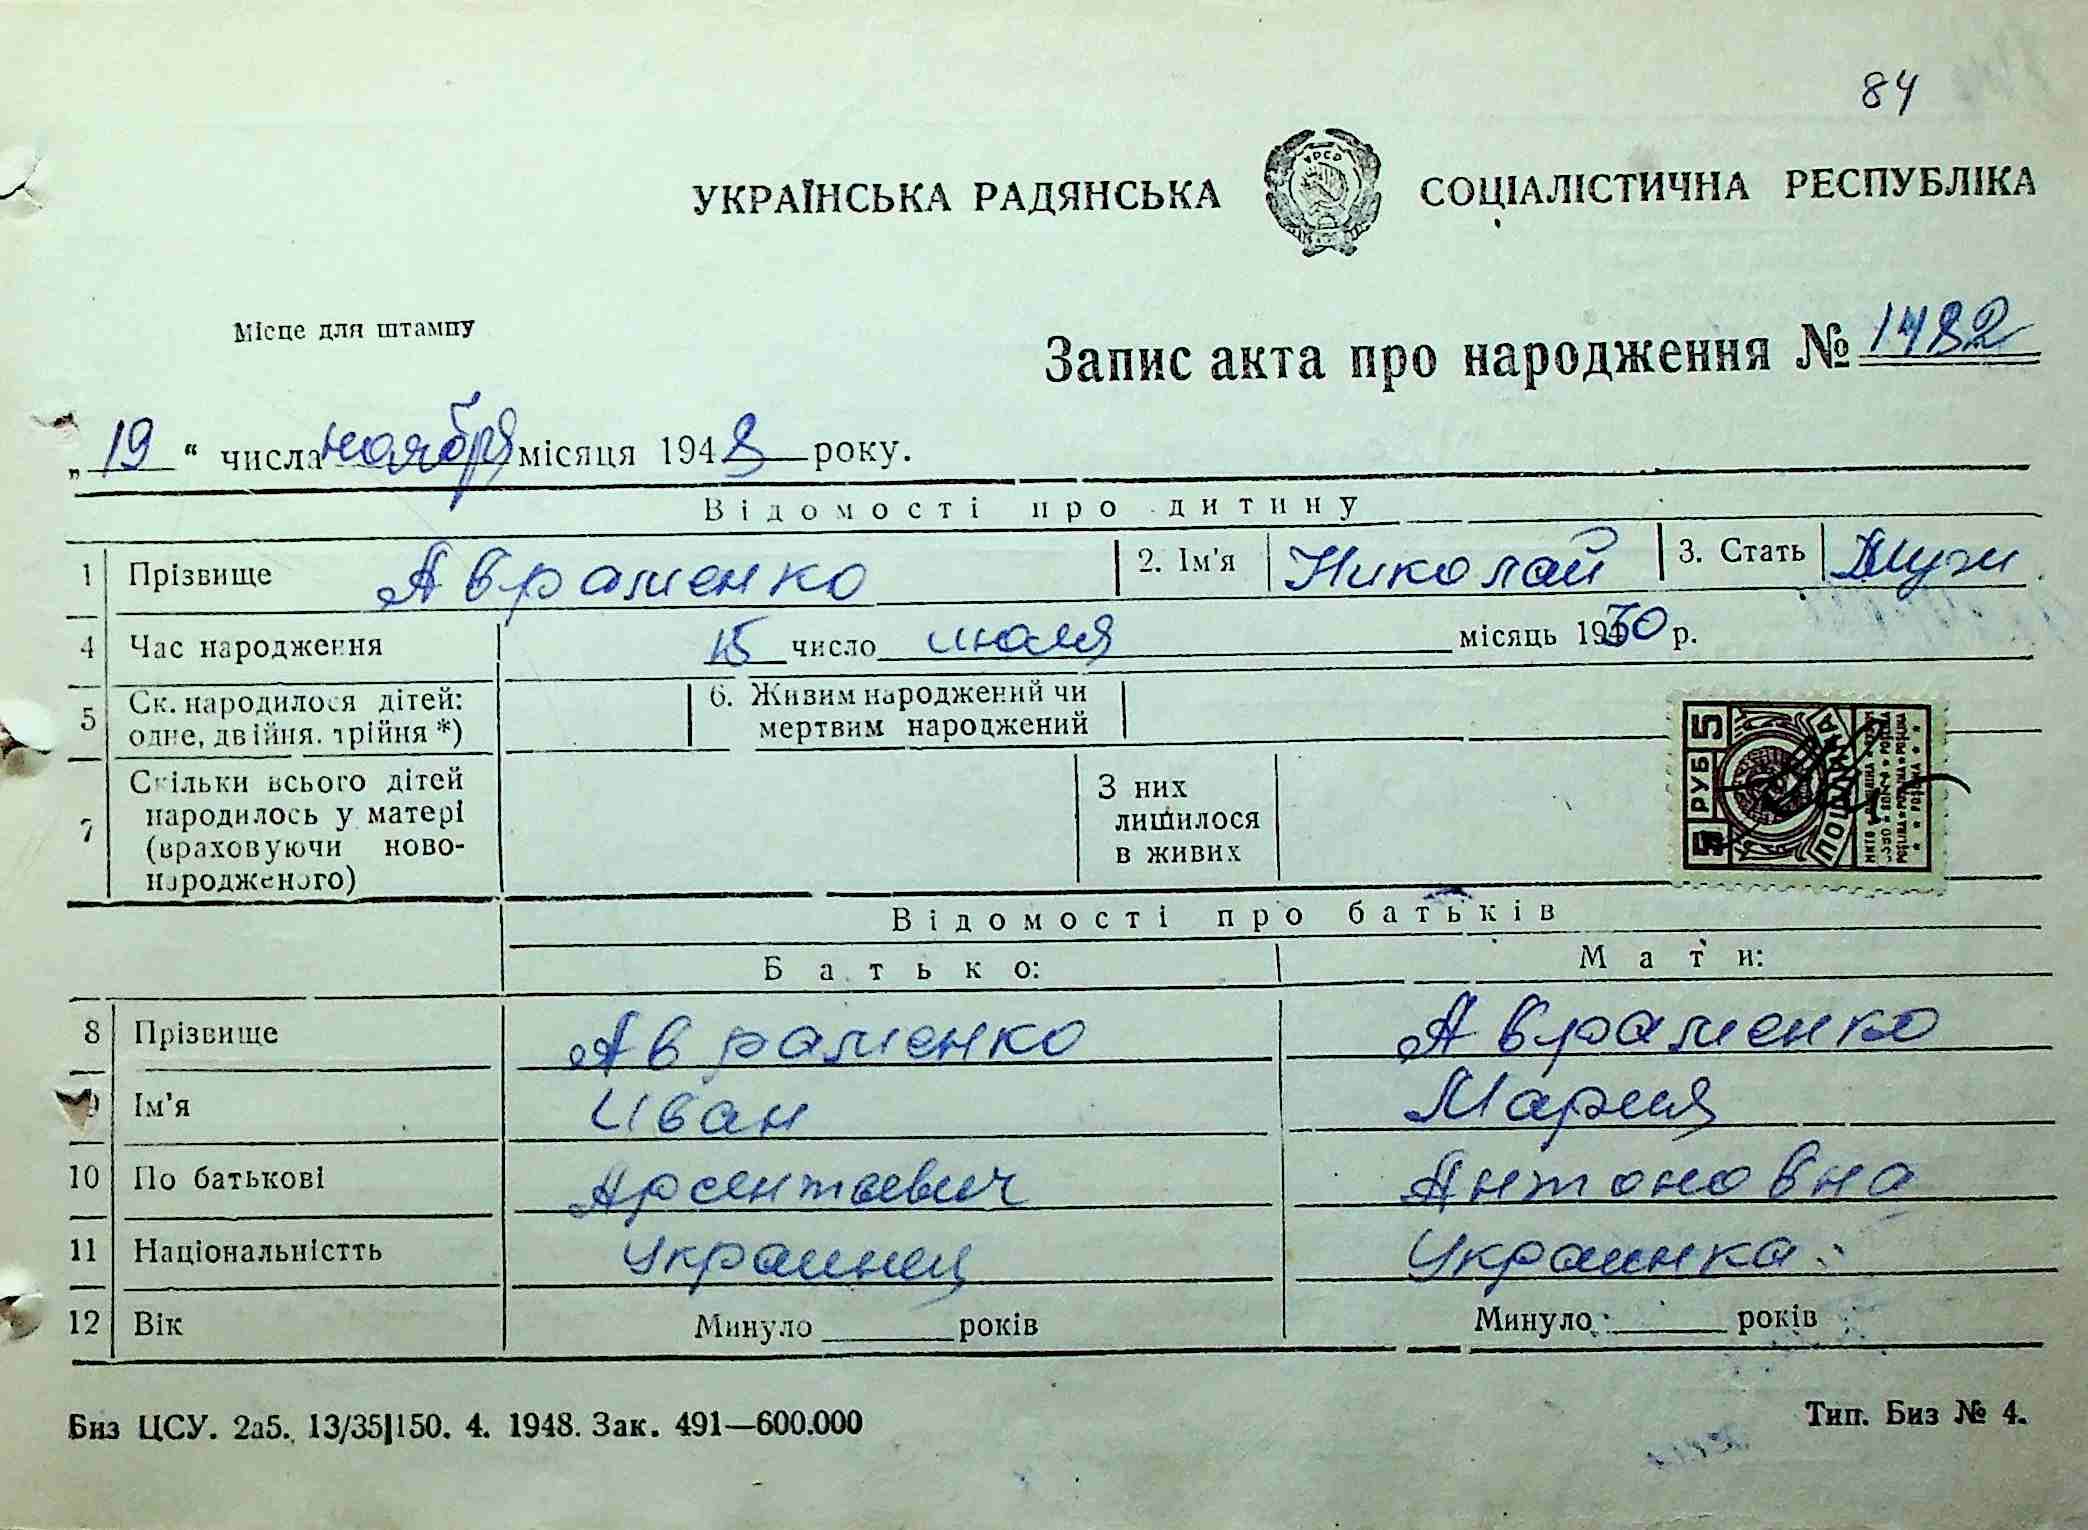 84
УКРАЇНСЬКА РАДЯНСЬКА СОЦІАЛІСТИЧНА РЕСПУБЛІКА
УРСР
Місце для штампу
Запис акта про народження № 1482
„19“ числа ноября місяця 1948 року.
Відомості про дитину
1 Прізвище Авраменко 2. Ім'я Николай 3. Стать Муж
4 Час народження 15 число июля місяць 1930 р.
5 Ск. народилося дітей: одне, двійня, трійня *) 6. Живим народжений чи мертвим народжений
7 Скільки всього дітей народилось у матері (враховуючи новонародженого) З них лишилося в живих
5 РУБ 5
ПОШЛИНА
Відомості про батьків
Батько: Мати:
8 Прізвище Авраменко Авраменко
9 Ім'я Иван Мария
10 По батькові Арсентьевич Антоновна
11 Національністть Украинец Украинка
12 Вік Минуло ______ років Минуло ______ років
Биз ЦСУ. 2а5. 13/35|150. 4. 1948. Зак. 491—600.000 Тип. Биз № 4.